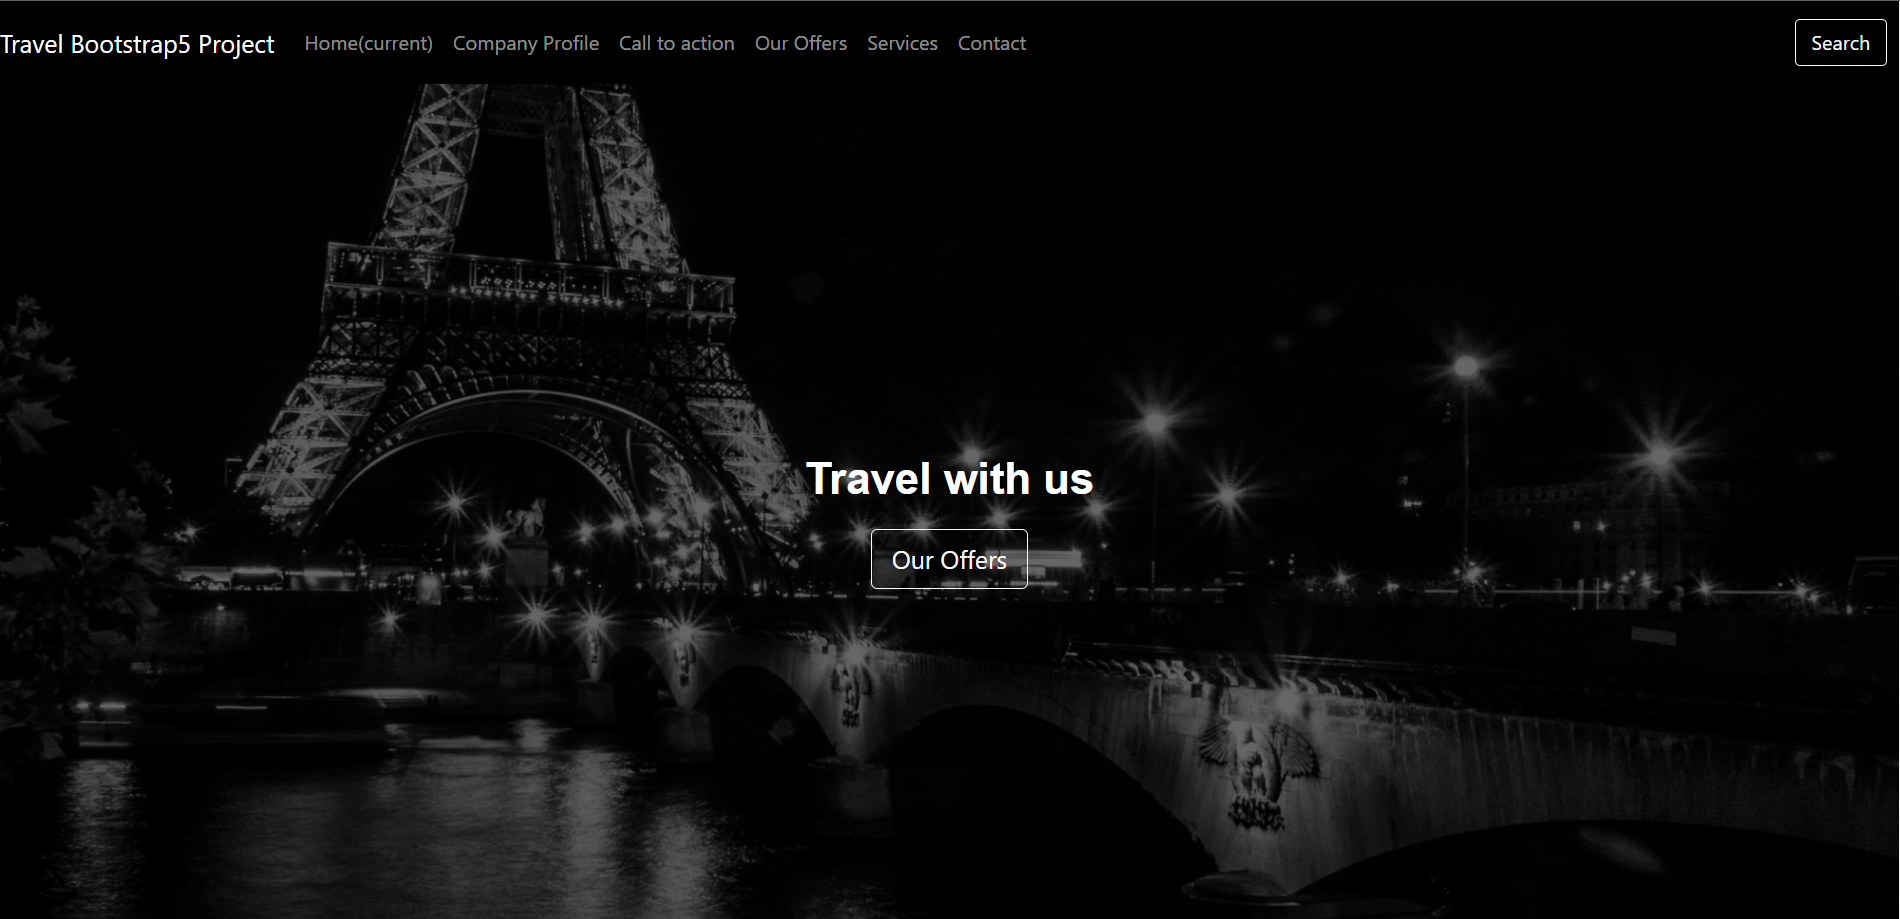 Travel Bootstrap5 Project Home(current) Company Profile Call to action Our Offers Services Contact Search
Travel with us
Our Offers